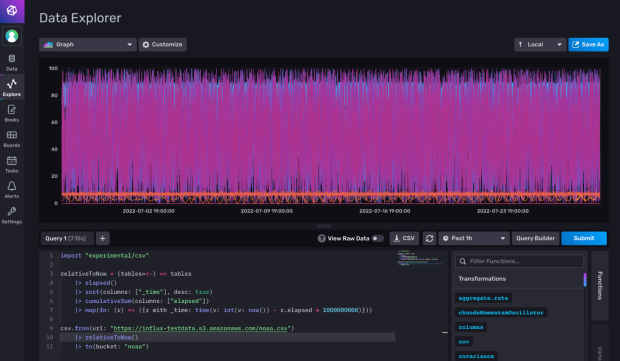 Data Explorer
Graph
Customize
Local
Save As
Data
Explore
Books
Boards
Tasks
Alerts
Settings
100
80
60
40
20
0
2022-07-02 19:00:00
2022-07-09 19:00:00
2022-07-16 19:00:00
2022-07-23 19:00:00
Query 1 (7.15s)
+
View Raw Data
CSV
Past 1h
Query Builder
Submit
1 import "experimental/csv"
2
3 relativeToNow = (tables=<-) => tables
4 |> elapsed()
5 |> sort(columns: ["_time"], desc: true)
6 |> cumulativeSum(columns: ["elapsed"])
7 |> map(fn: (r) => ({r with _time: time(v: int(v: now()) - r.elapsed * 1000000000)}))
8
9 csv.from(url: "https://influx-testdata.s3.amazonaws.com/noaa.csv")
10 |> relativeToNow()
11 |> to(bucket: "noaa")
Filter Functions...
Transformations
aggregate.rate
chandeMomentumOscillator
columns
cov
covariance
Functions